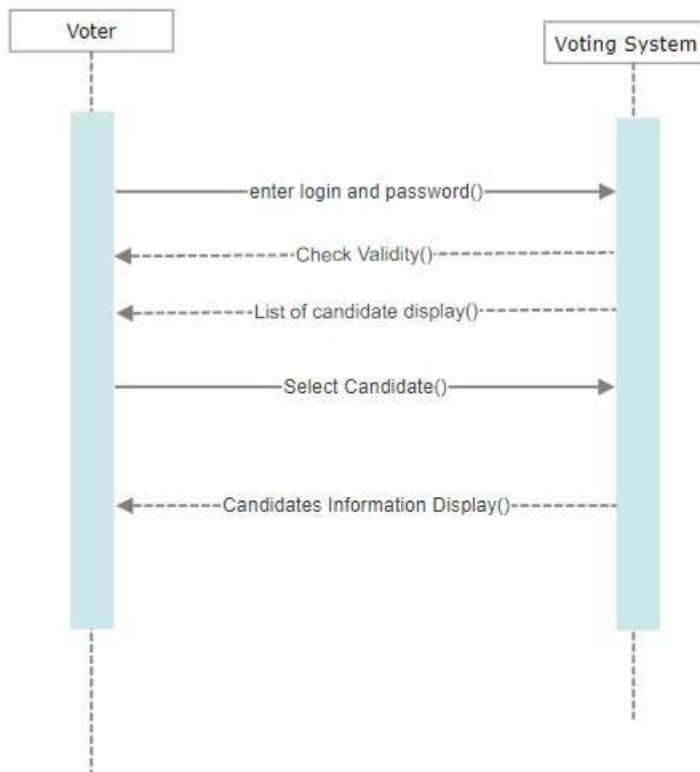 Voter
Voting System
enter login and password()
Check Validity()
List of candidate display()
Select Candidate()
Candidates Information Display()